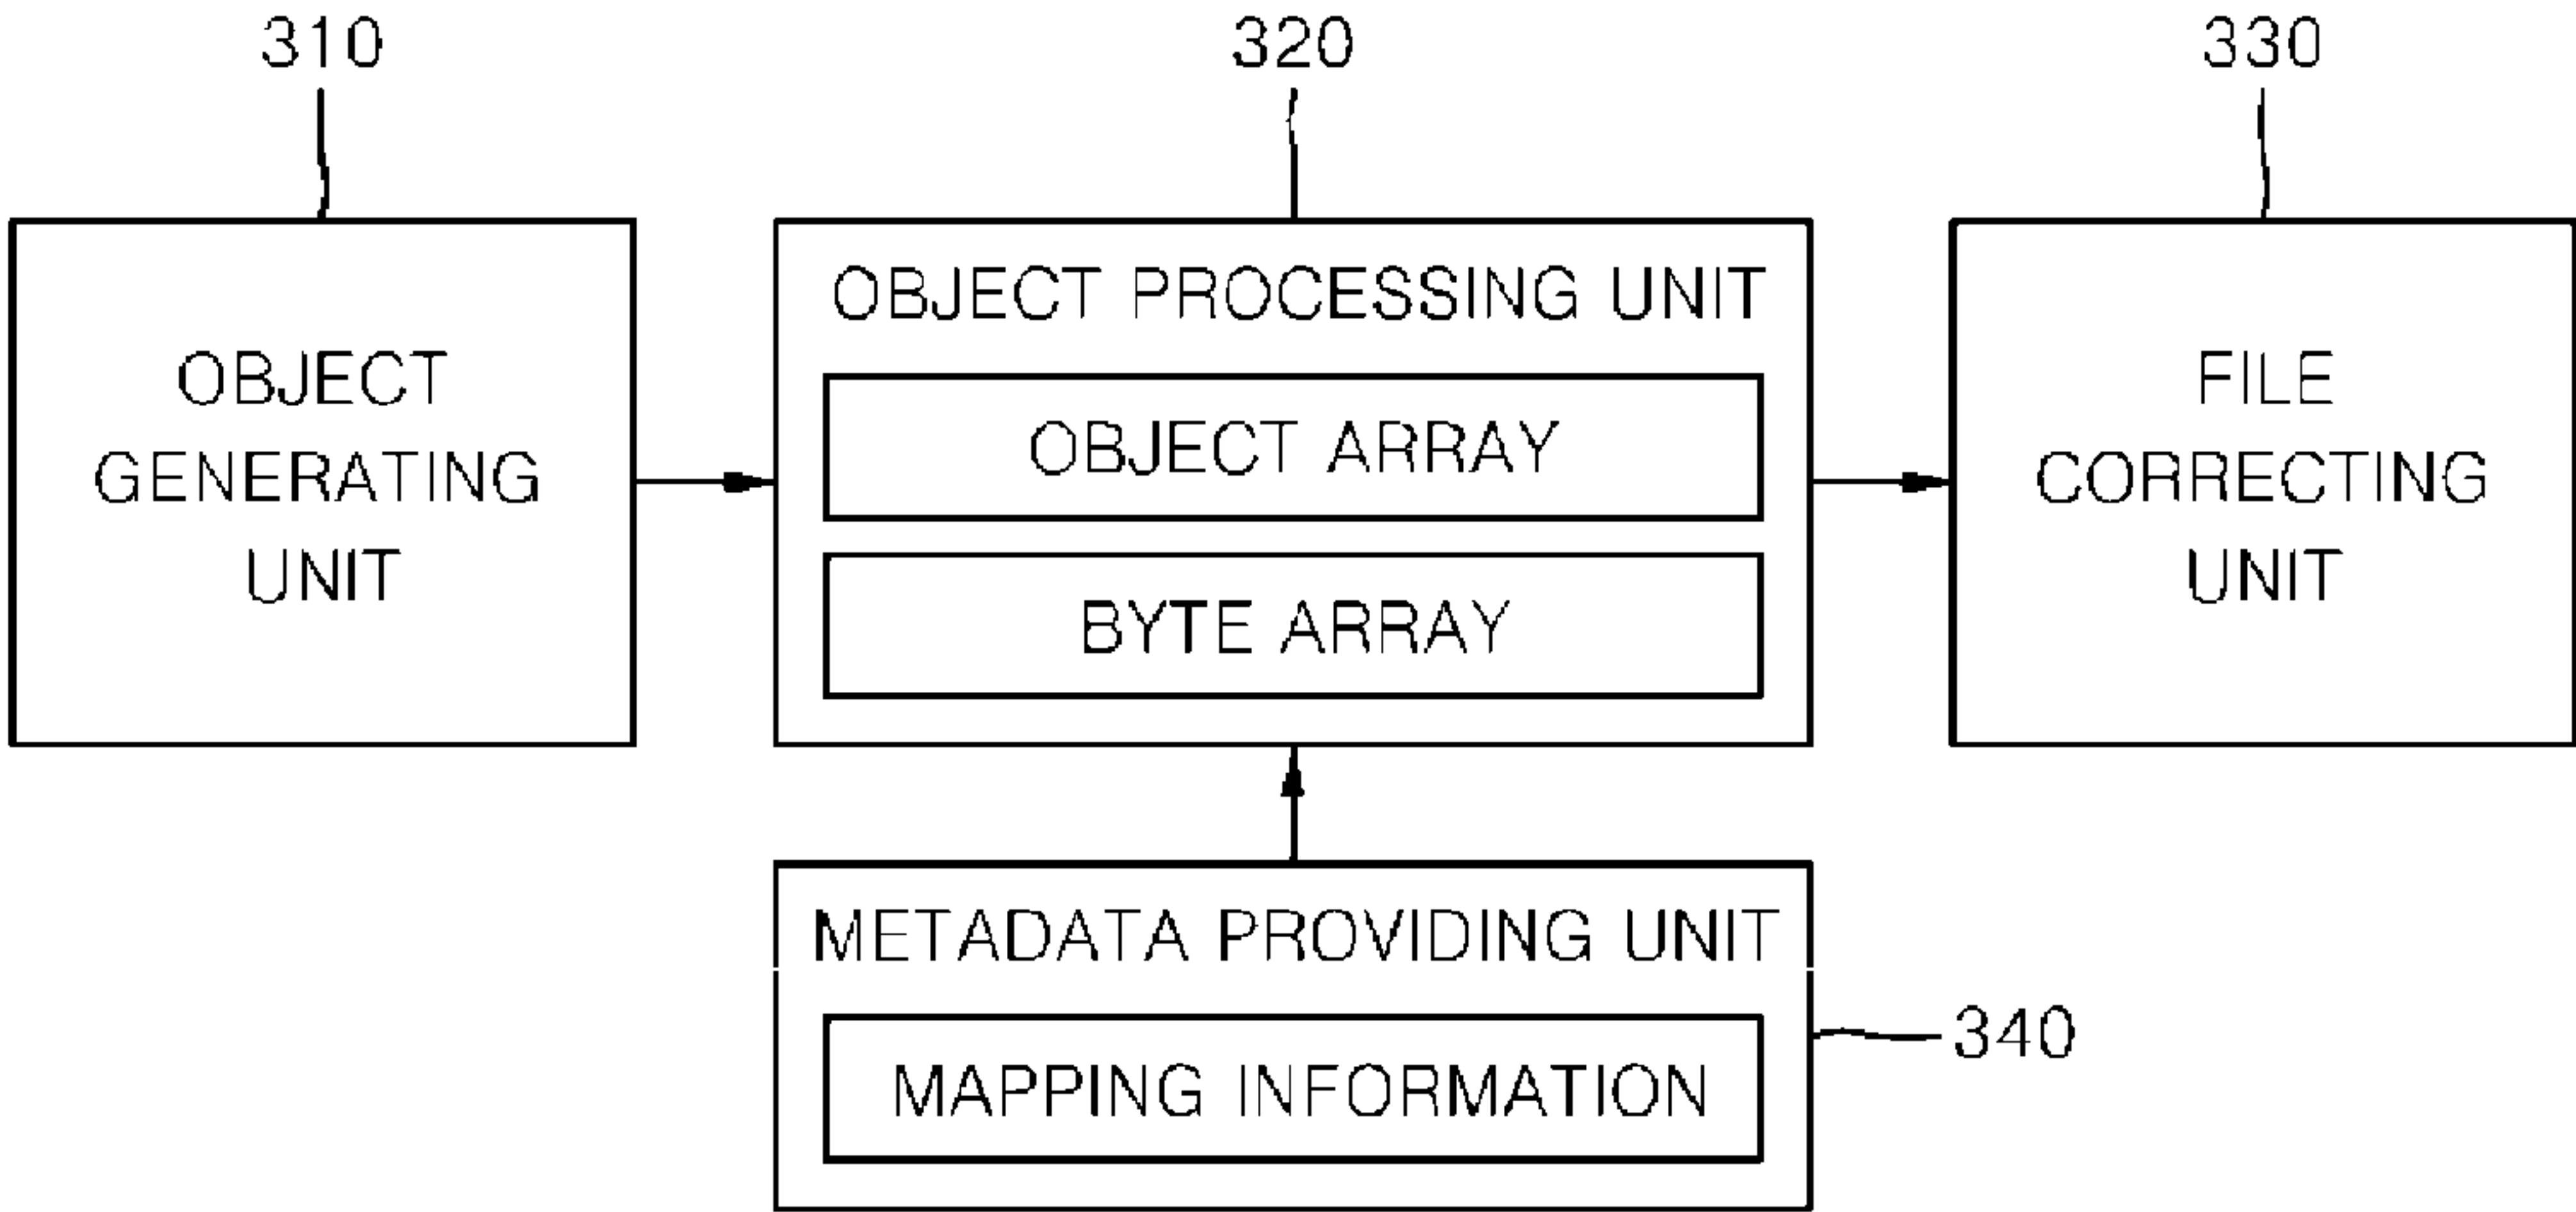 310
320
330
OBJECT
GENERATING
UNIT
OBJECT PROCESSING UNIT
OBJECT ARRAY
BYTE ARRAY
FILE
CORRECTING
UNIT
METADATA PROVIDING UNIT
MAPPING INFORMATION
340